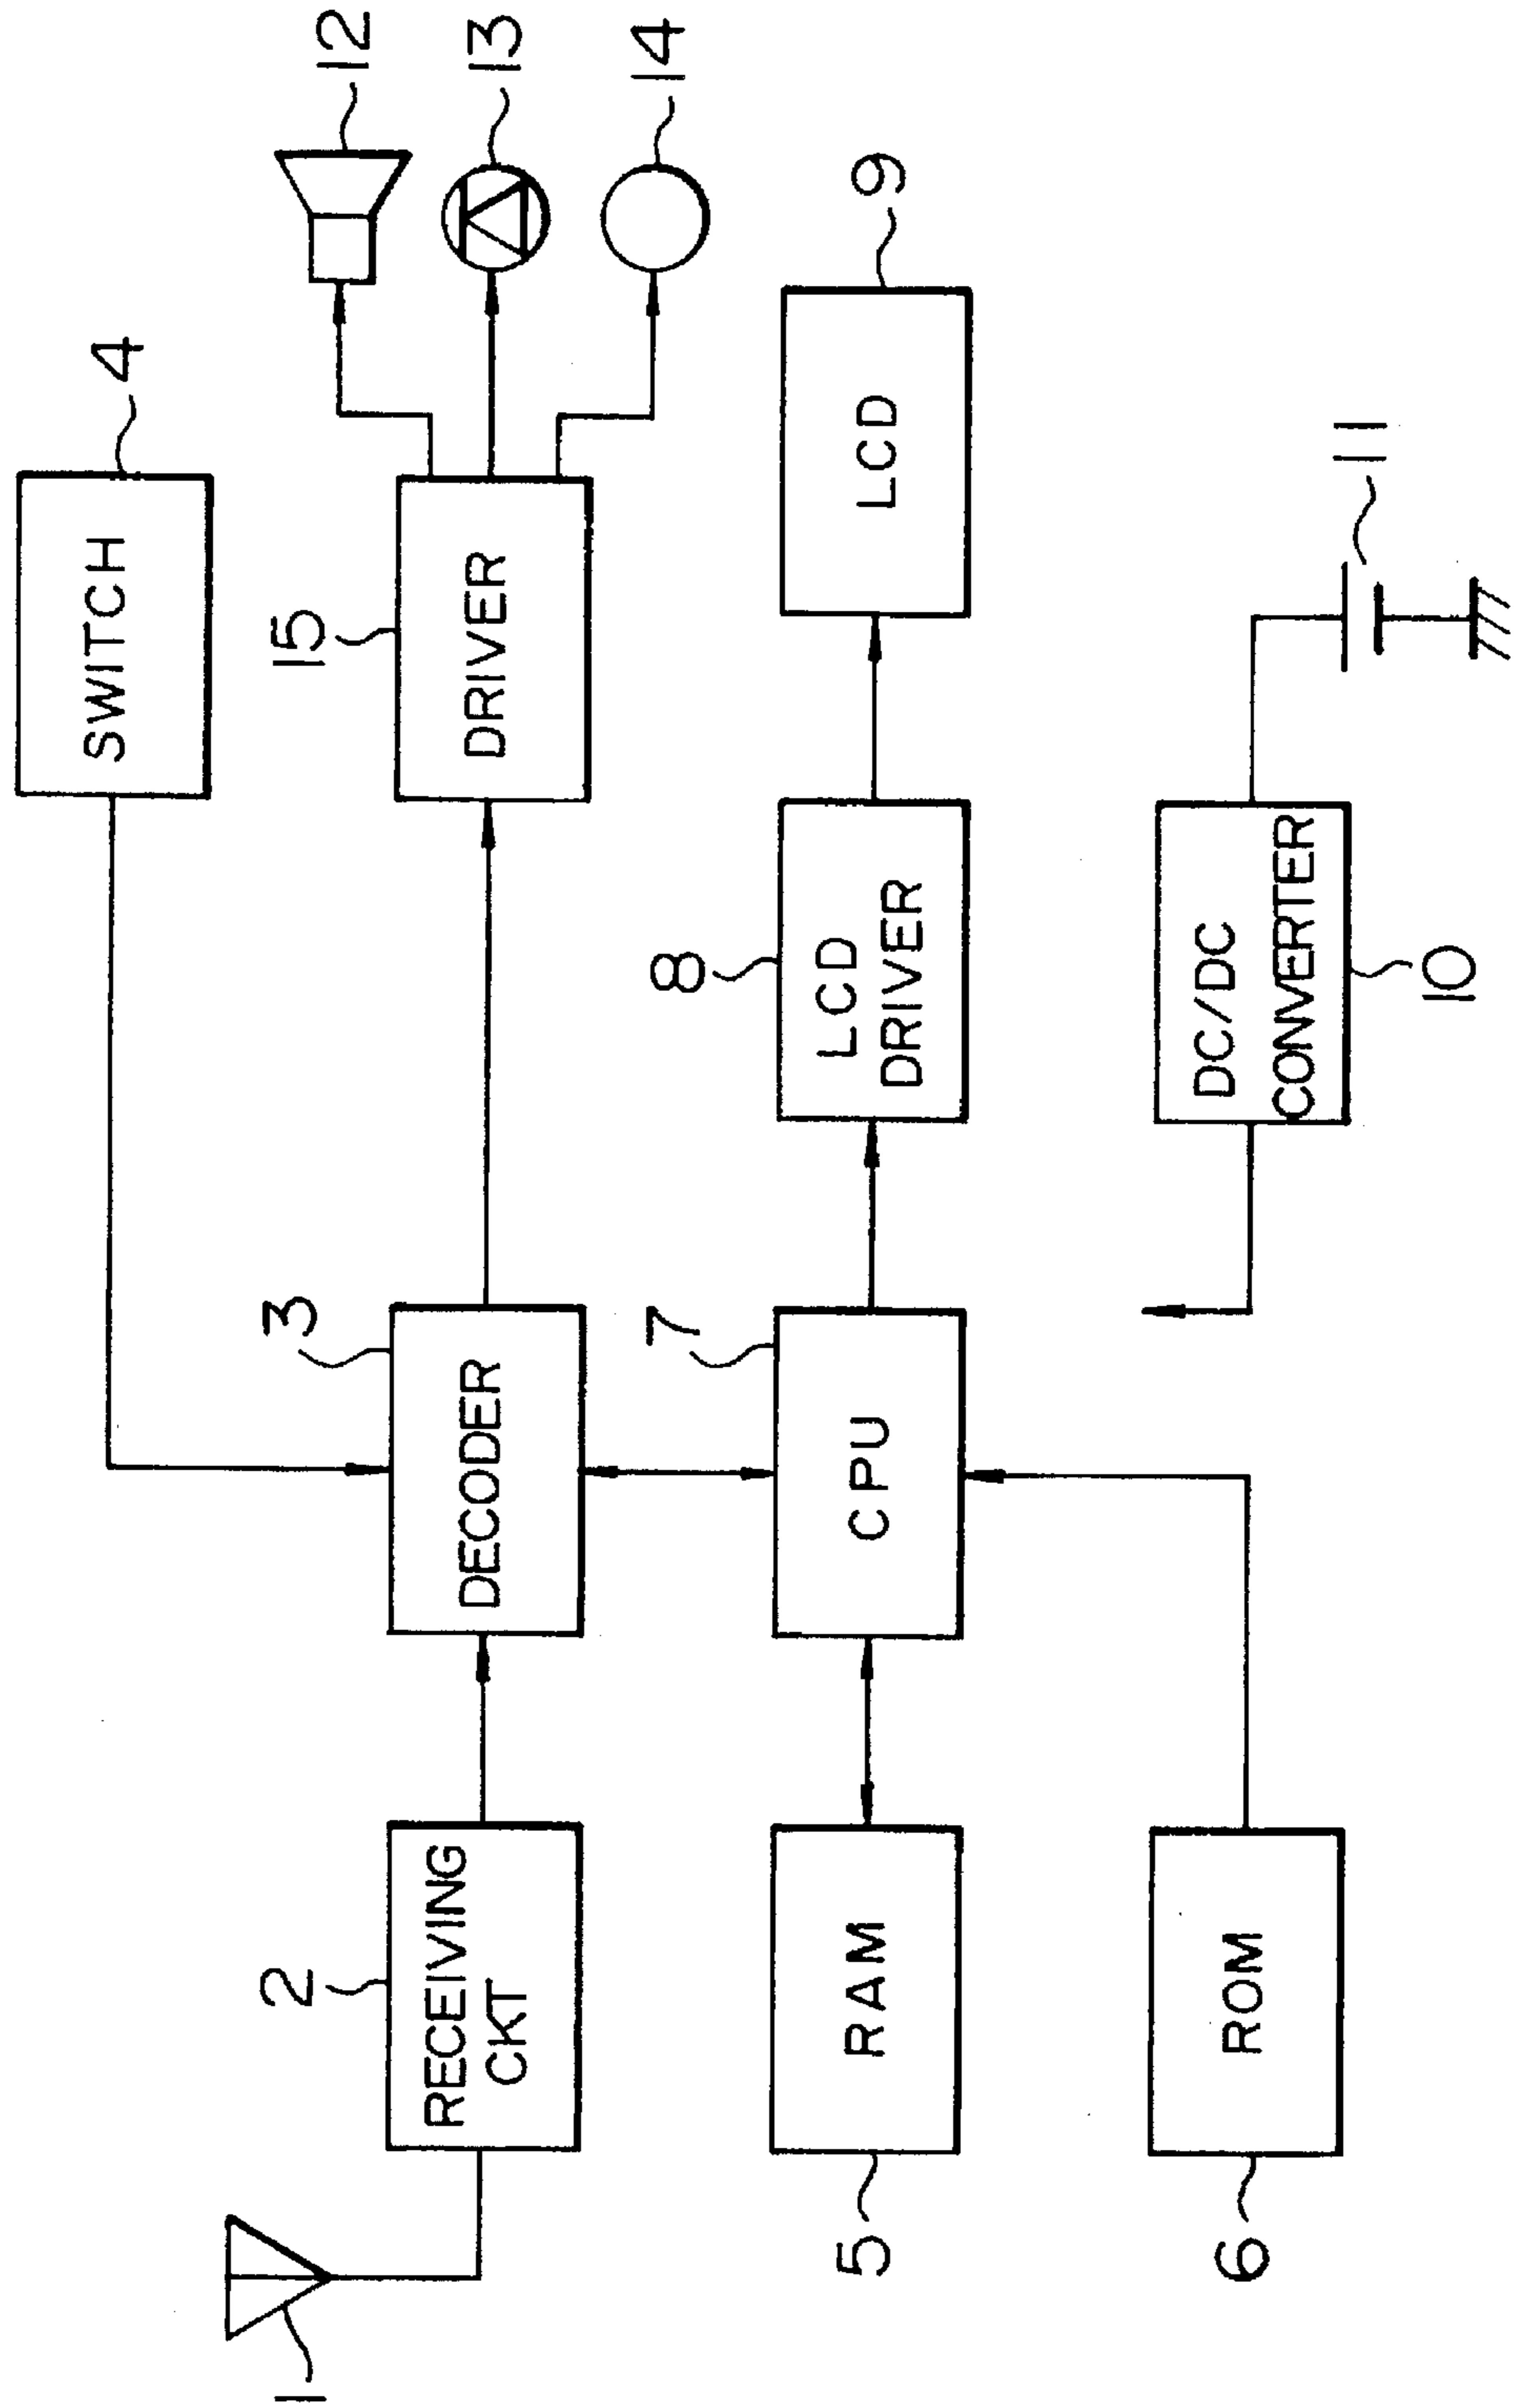 SWITCH
4
12
13
14
15
DRIVER
3
DECODER
2
RECEIVING
CKT
1
9
LCD
8
LCD
DRIVER
7
CPU
RAM
5
11
DC/DC
CONVERTER
10
ROM
6